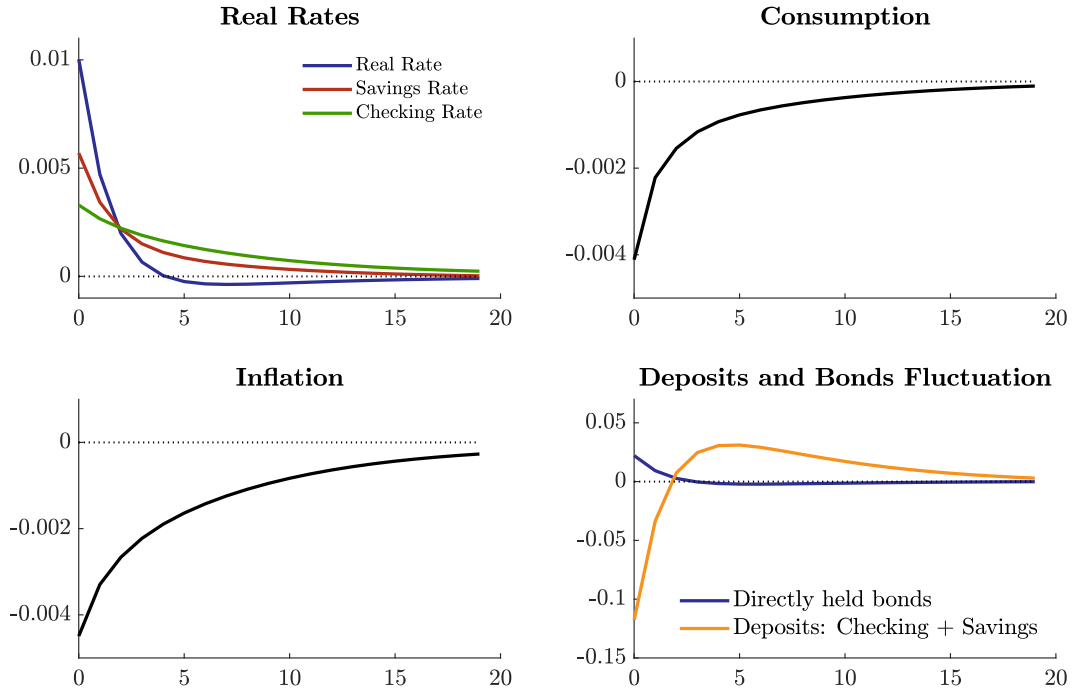 Real Rates
0.01
0.005
0
Real Rate
Savings Rate
Checking Rate
0 5 10 15 20
Consumption
0
-0.002
-0.004
0 5 10 15 20
Inflation
0
-0.002
-0.004
0 5 10 15 20
Deposits and Bonds Fluctuation
0.05
0
-0.05
-0.1
-0.15
Directly held bonds
Deposits: Checking + Savings
0 5 10 15 20